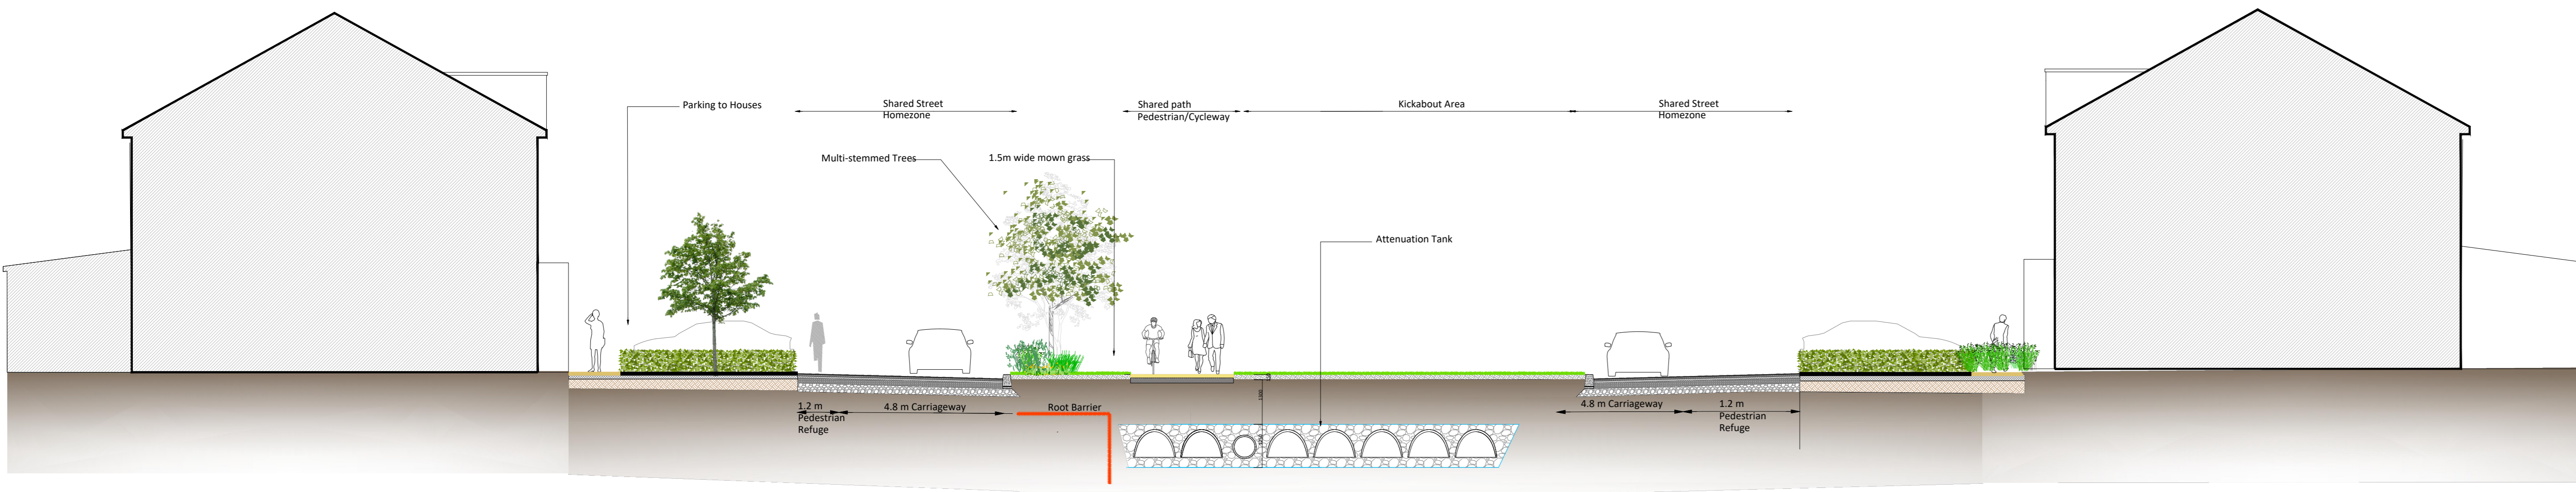 Parking to Houses
Shared Street
Homezone
Shared path
Pedestrian/Cycleway
Kickabout Area
Shared Street
Homezone
Multi-stemmed Trees
1.5m wide mown grass
Attenuation Tank
1.2 m
Pedestrian
Refuge
4.8 m Carriageway
Root Barrier
4.8 m Carriageway
1.2 m
Pedestrian
Refuge